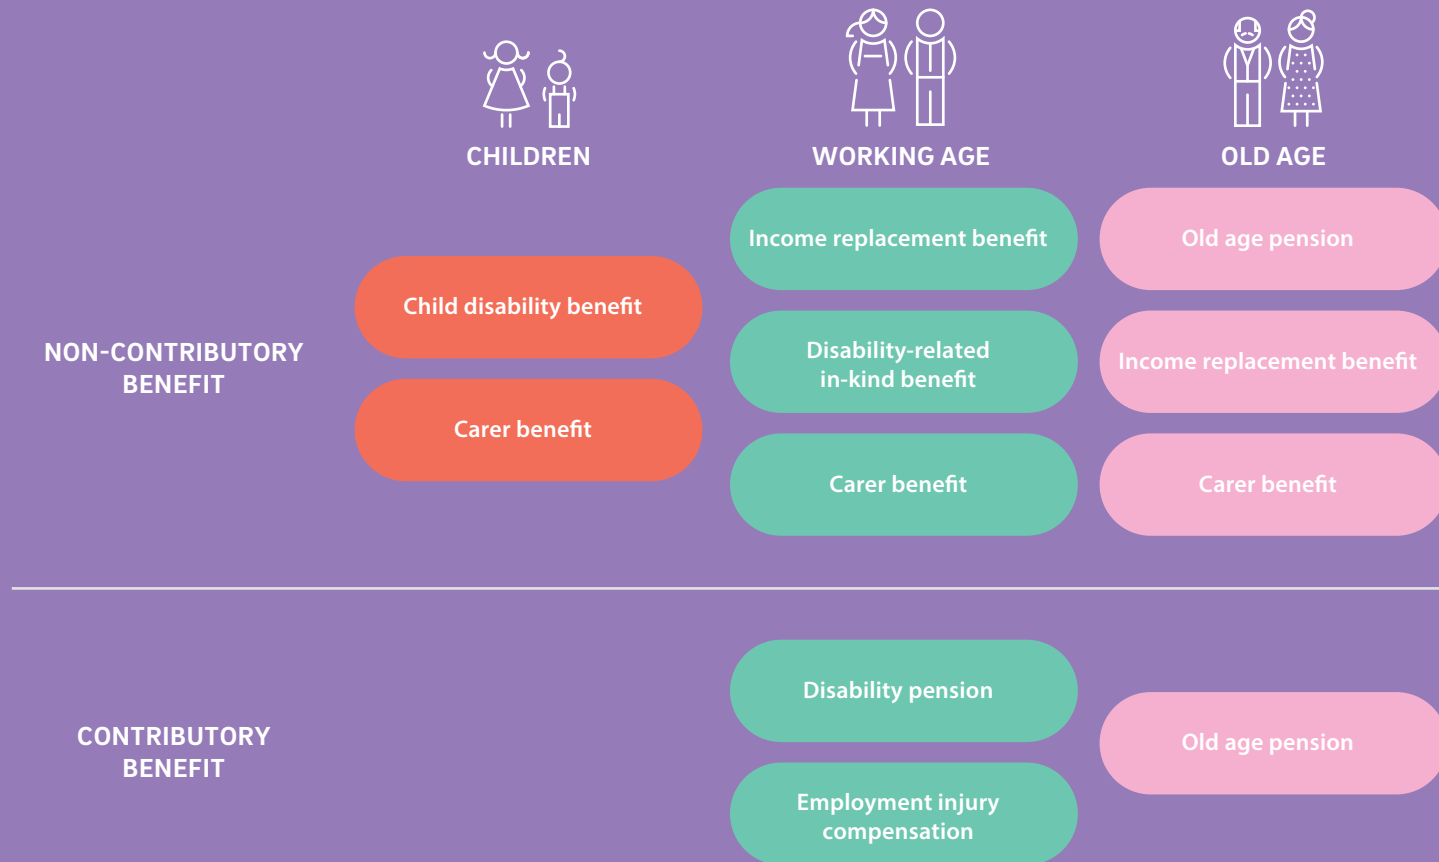 CHILDREN
WORKING AGE
OLD AGE
NON-CONTRIBUTORY
BENEFIT
Child disability benefit
Carer benefit
Income replacement benefit
Disability-related
in-kind benefit
Carer benefit
Old age pension
Income replacement benefit
Carer benefit
CONTRIBUTORY
BENEFIT
Disability pension
Employment injury
compensation
Old age pension